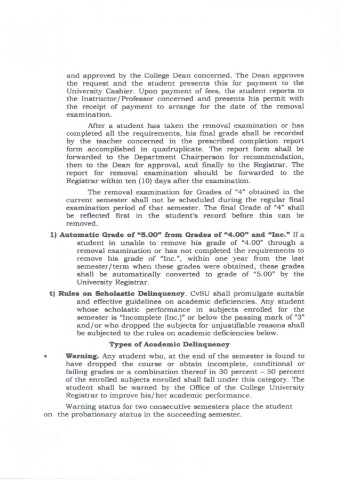 and approved by the College Dean concerned. The Dean approves
the request and the student presents this for payment to the
University Cashier. Upon payment of fees, the student reports to
the Instructor/Professor concerned and presents his permit with
the receipt of payment to arrange for the date of the removal
examination.
After a student has taken the removal examination or has
completed all the requirements, his final grade shall be recorded
by the teacher concerned in the prescribed completion report
form accomplished in quadruplicate. The report form shall be
forwarded to the Department Chairperson for recommendation,
then to the Dean for approval, and finally to the Registrar. The
report for removal examination should be forwarded to the
Registrar within ten (10) days after the examination.
The removal examination for Grades of "4" obtained in the
current semester shall not be scheduled during the regular final
examination period of that semester. The final Grade of "4" shall
be reflected first in the student's record before this can be
removed.
1) Automatic Grade of "5.00" from Grades of "4.00" and "Inc." If a
student in unable to remove his grade of "4.00" through a
removal examination or has not completed the requirements to
remove his grade of "Inc.", within one year from the last
semester/term when these grades were obtained, these grades
shall be automatically converted to grade of "5.00" by the
University Registrar.
t) Rules on Scholastic Delinquency. CvSU shall promulgate suitable
and effective guidelines on academic deficiencies. Any student
whose scholastic performance in subjects enrolled for the
semester is "Incomplete (Inc.)" or below the passing mark of "3"
and/or who dropped the subjects for unjustifiable reasons shall
be subjected to the rules on academic deficiencies below.
Types of Academic Delinquency
• Warning. Any student who, at the end of the semester is found to
have dropped the course or obtain incomplete, conditional or
failing grades or a combination thereof in 30 percent – 50 percent
of the enrolled subjects enrolled shall fall under this category. The
student shall be warned by the Office of the College University
Registrar to improve his/her academic performance.
Warning status for two consecutive semesters place the student
on the probationary status in the succeeding semester.